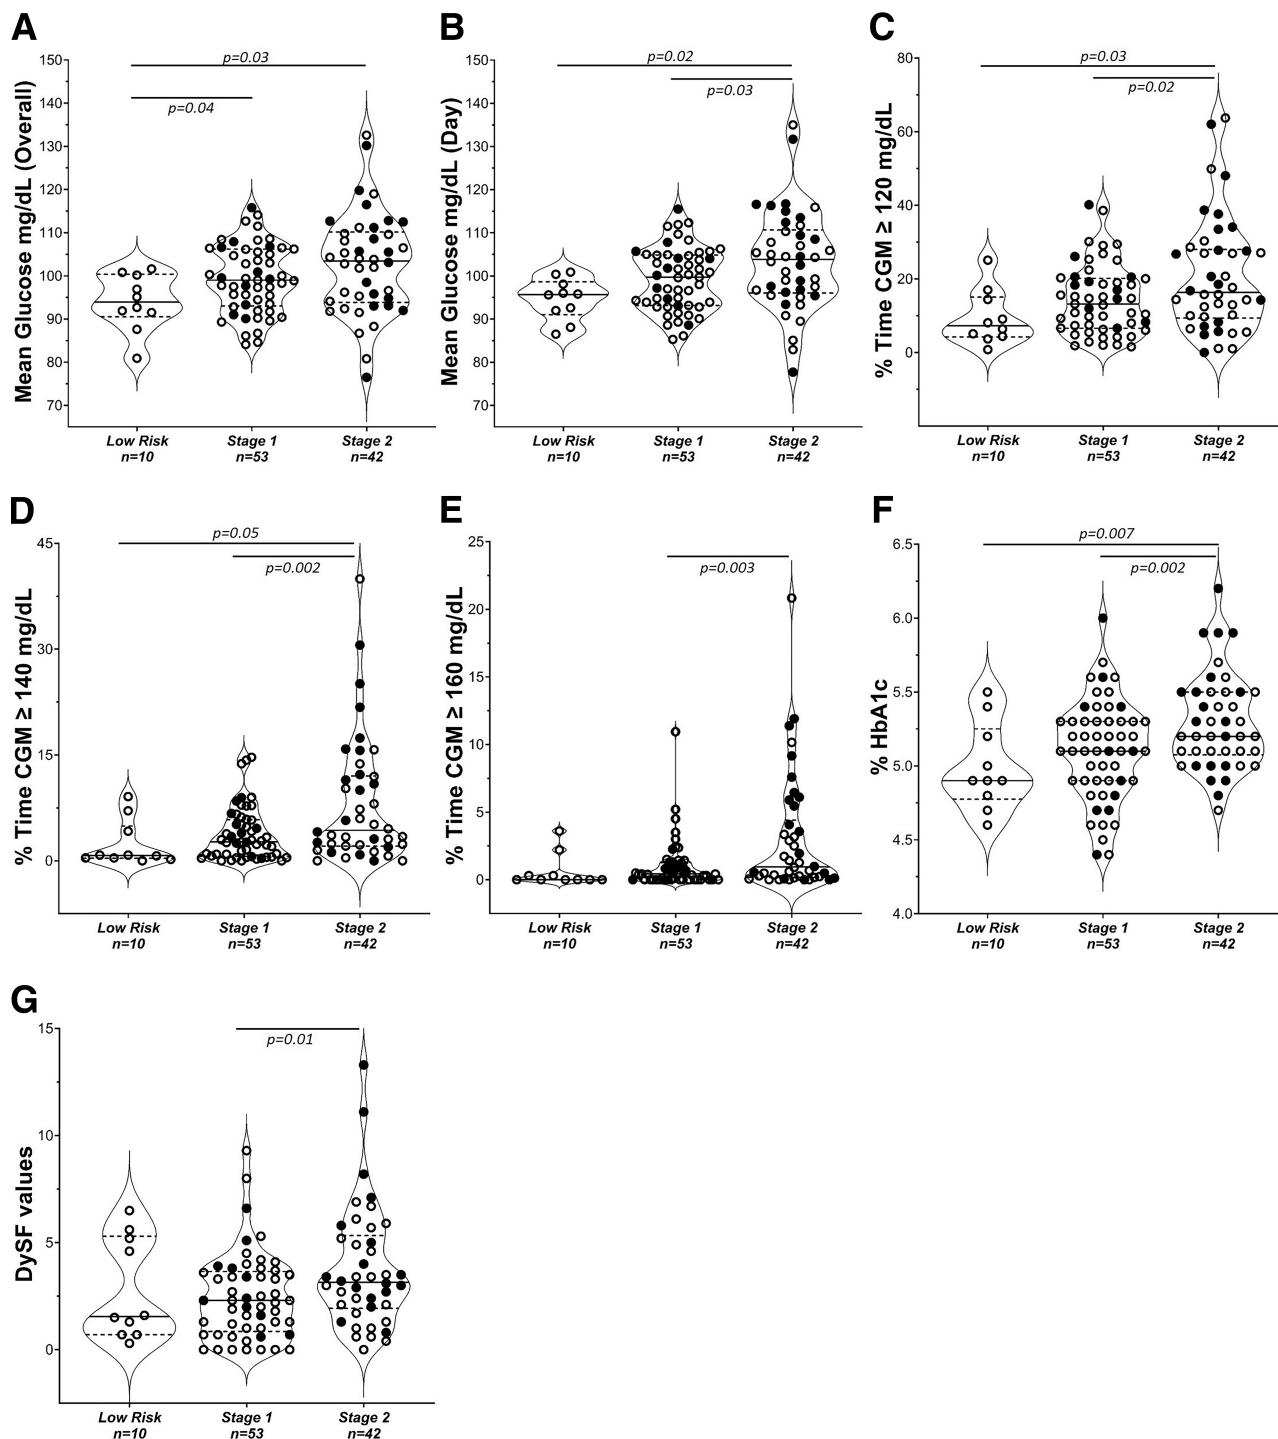 A
Mean Glucose mg/dL (Overall)
150
140
130
120
110
100
90
80
70
p=0.03
p=0.04
Low Risk
n=10
Stage 1
n=53
Stage 2
n=42
B
Mean Glucose mg/dL (Day)
150
140
130
120
110
100
90
80
70
p=0.02
p=0.03
Low Risk
n=10
Stage 1
n=53
Stage 2
n=42
C
% Time CGM ≥ 120 mg/dL
80
60
40
20
0
p=0.03
p=0.02
Low Risk
n=10
Stage 1
n=53
Stage 2
n=42
D
% Time CGM ≥ 140 mg/dL
45
30
15
0
p=0.05
p=0.002
Low Risk
n=10
Stage 1
n=53
Stage 2
n=42
E
% Time CGM ≥ 160 mg/dL
25
20
15
10
5
0
p=0.003
Low Risk
n=10
Stage 1
n=53
Stage 2
n=42
F
% HbA1c
6.5
6.0
5.5
5.0
4.5
4.0
p=0.007
p=0.002
Low Risk
n=10
Stage 1
n=53
Stage 2
n=42
G
DySF values
15
10
5
0
p=0.01
Low Risk
n=10
Stage 1
n=53
Stage 2
n=42